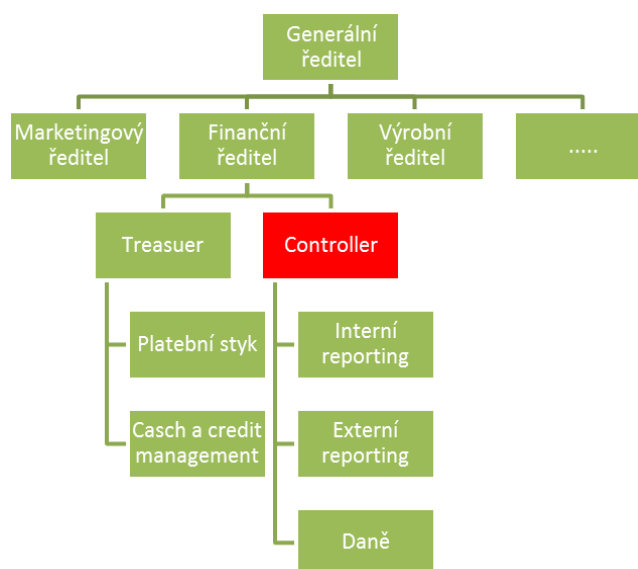 Generální
ředitel
Marketingový
ředitel
Finanční
ředitel
Výrobní
ředitel
.....
Treasuer
Controller
Platební styk
Casch a credit
management
Interní
reporting
Externí
reporting
Daně